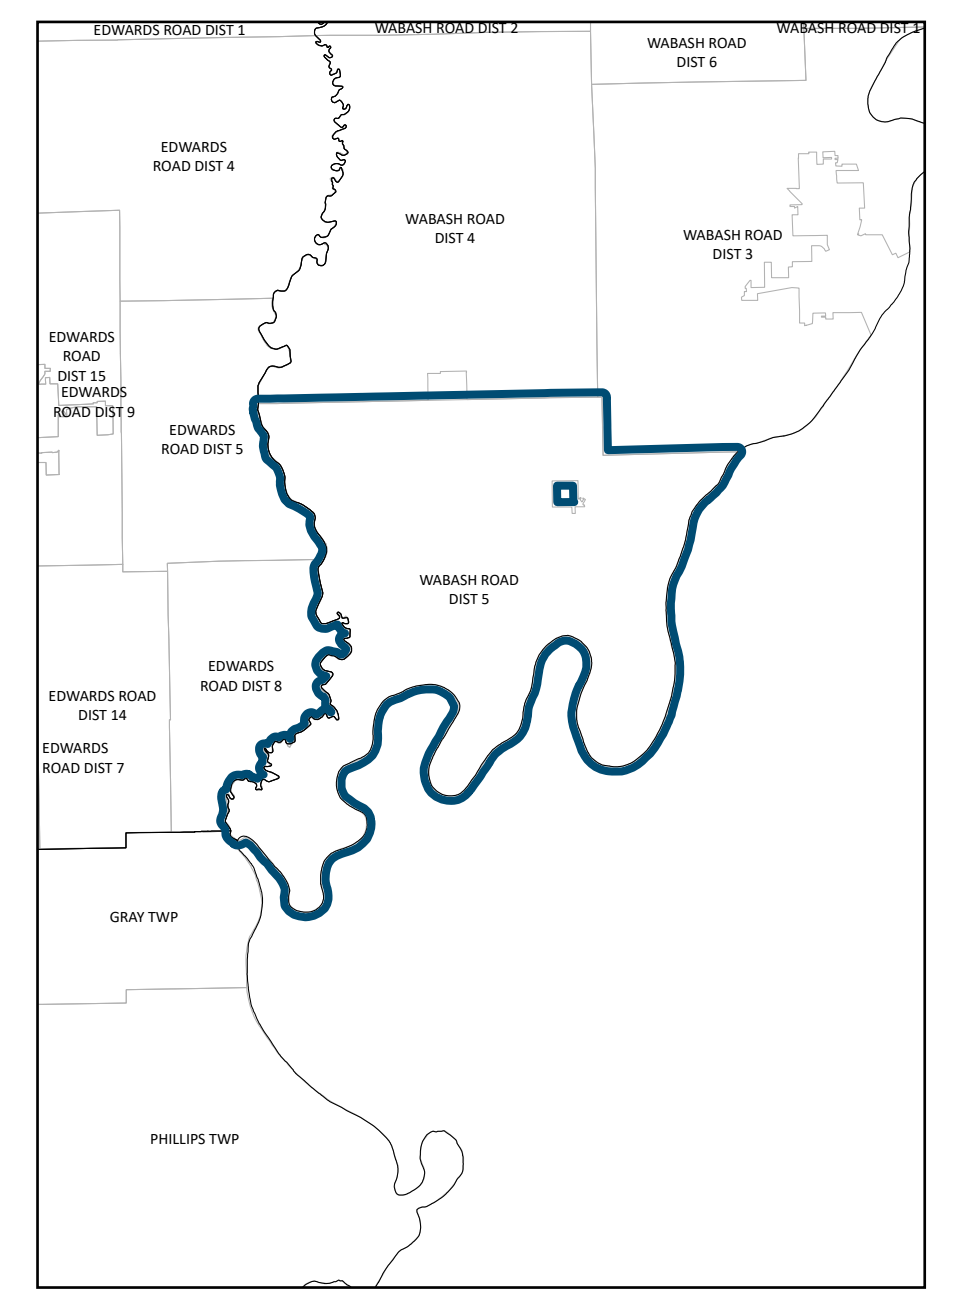 EDWARDS ROAD DIST 1
WABASH ROAD DIST 2
WABASH ROAD DIST 1
WABASH ROAD
DIST 6
EDWARDS
ROAD DIST 4
WABASH ROAD
DIST 4
WABASH ROAD
DIST 3
EDWARDS
ROAD
DIST 15
EDWARDS
ROAD DIST 9
EDWARDS
ROAD DIST 5
WABASH ROAD
DIST 5
EDWARDS
ROAD DIST 8
EDWARDS ROAD
DIST 14
EDWARDS
ROAD DIST 7
GRAY TWP
PHILLIPS TWP